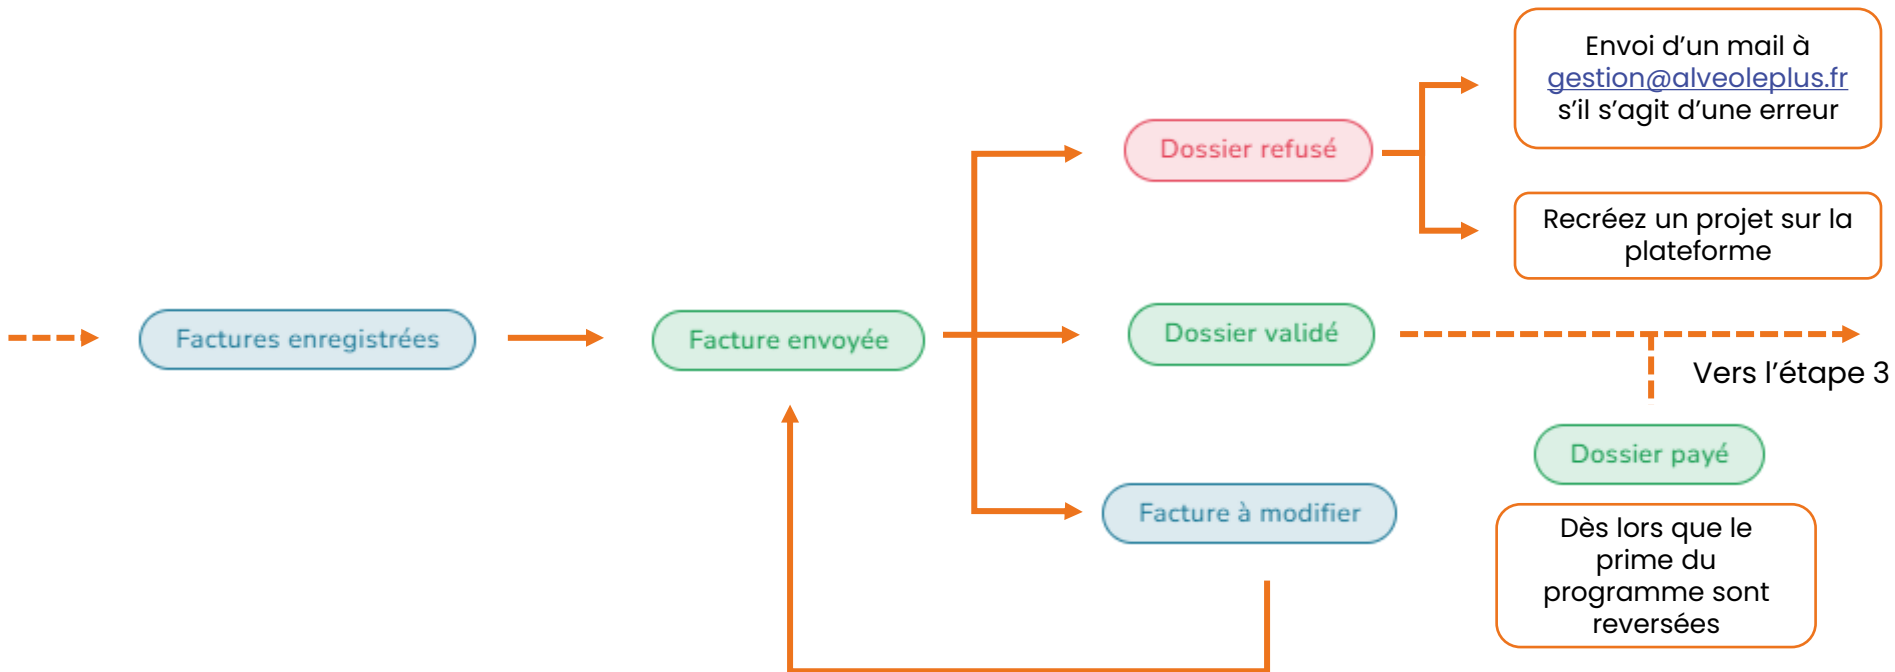 Envoi d'un mail à
gestion@alveoleplus.fr
s'il s'agit d'une erreur
Dossier refusé
Recréez un projet sur la
plateforme
Factures enregistrées
Facture envoyée
Dossier validé
Vers l'étape 3
Dossier payé
Facture à modifier
Dès lors que le
prime du
programme sont
reversées